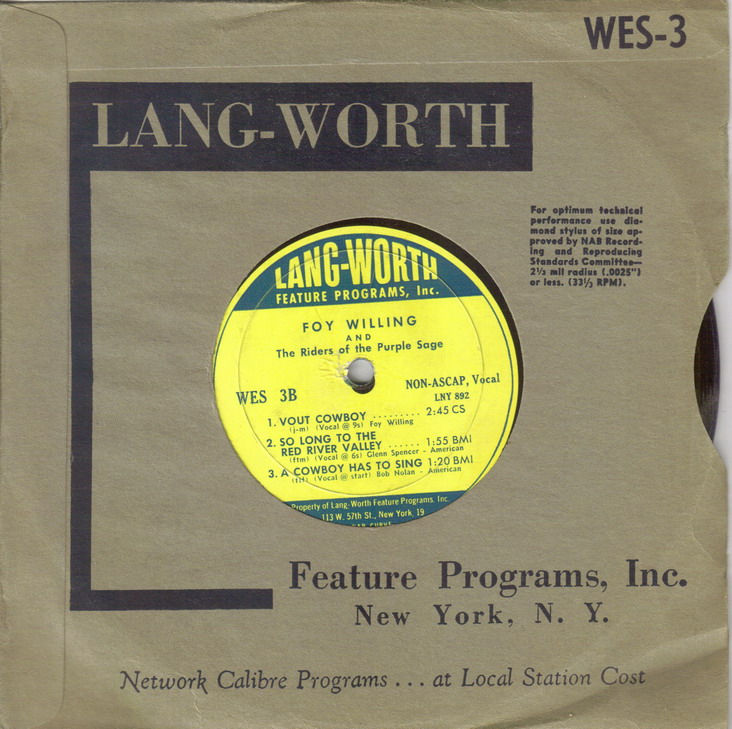 WES-3
LANG-WORTH
For optimum technical
performance use dia-
mond stylus of size ap-
proved by NAB Record-
ing and Reproducing
Standards Committee—
2½ mil radius (.0025")
or less. (33⅓ RPM).
LANG-WORTH
FEATURE PROGRAMS, Inc.
FOY WILLING
AND
The Riders of the Purple Sage
WES 3B
NON-ASCAP, Vocal
LNY 892
1. VOUT COWBOY ......... 2:45 CS
(j-m) (Vocal @ 9s) Foy Willing
2. SO LONG TO THE
RED RIVER VALLEY ...... 1:55 BMI
(ftm) (Vocal @ 6s) Glenn Spencer - American
3. A COWBOY HAS TO SING 1:20 BMI
(Vocal @ start) Bob Nolan - American
Property of Lang-Worth Feature Programs, Inc.
113 W. 57th St., New York, 19
Feature Programs, Inc.
New York, N. Y.
Network Calibre Programs ... at Local Station Cost